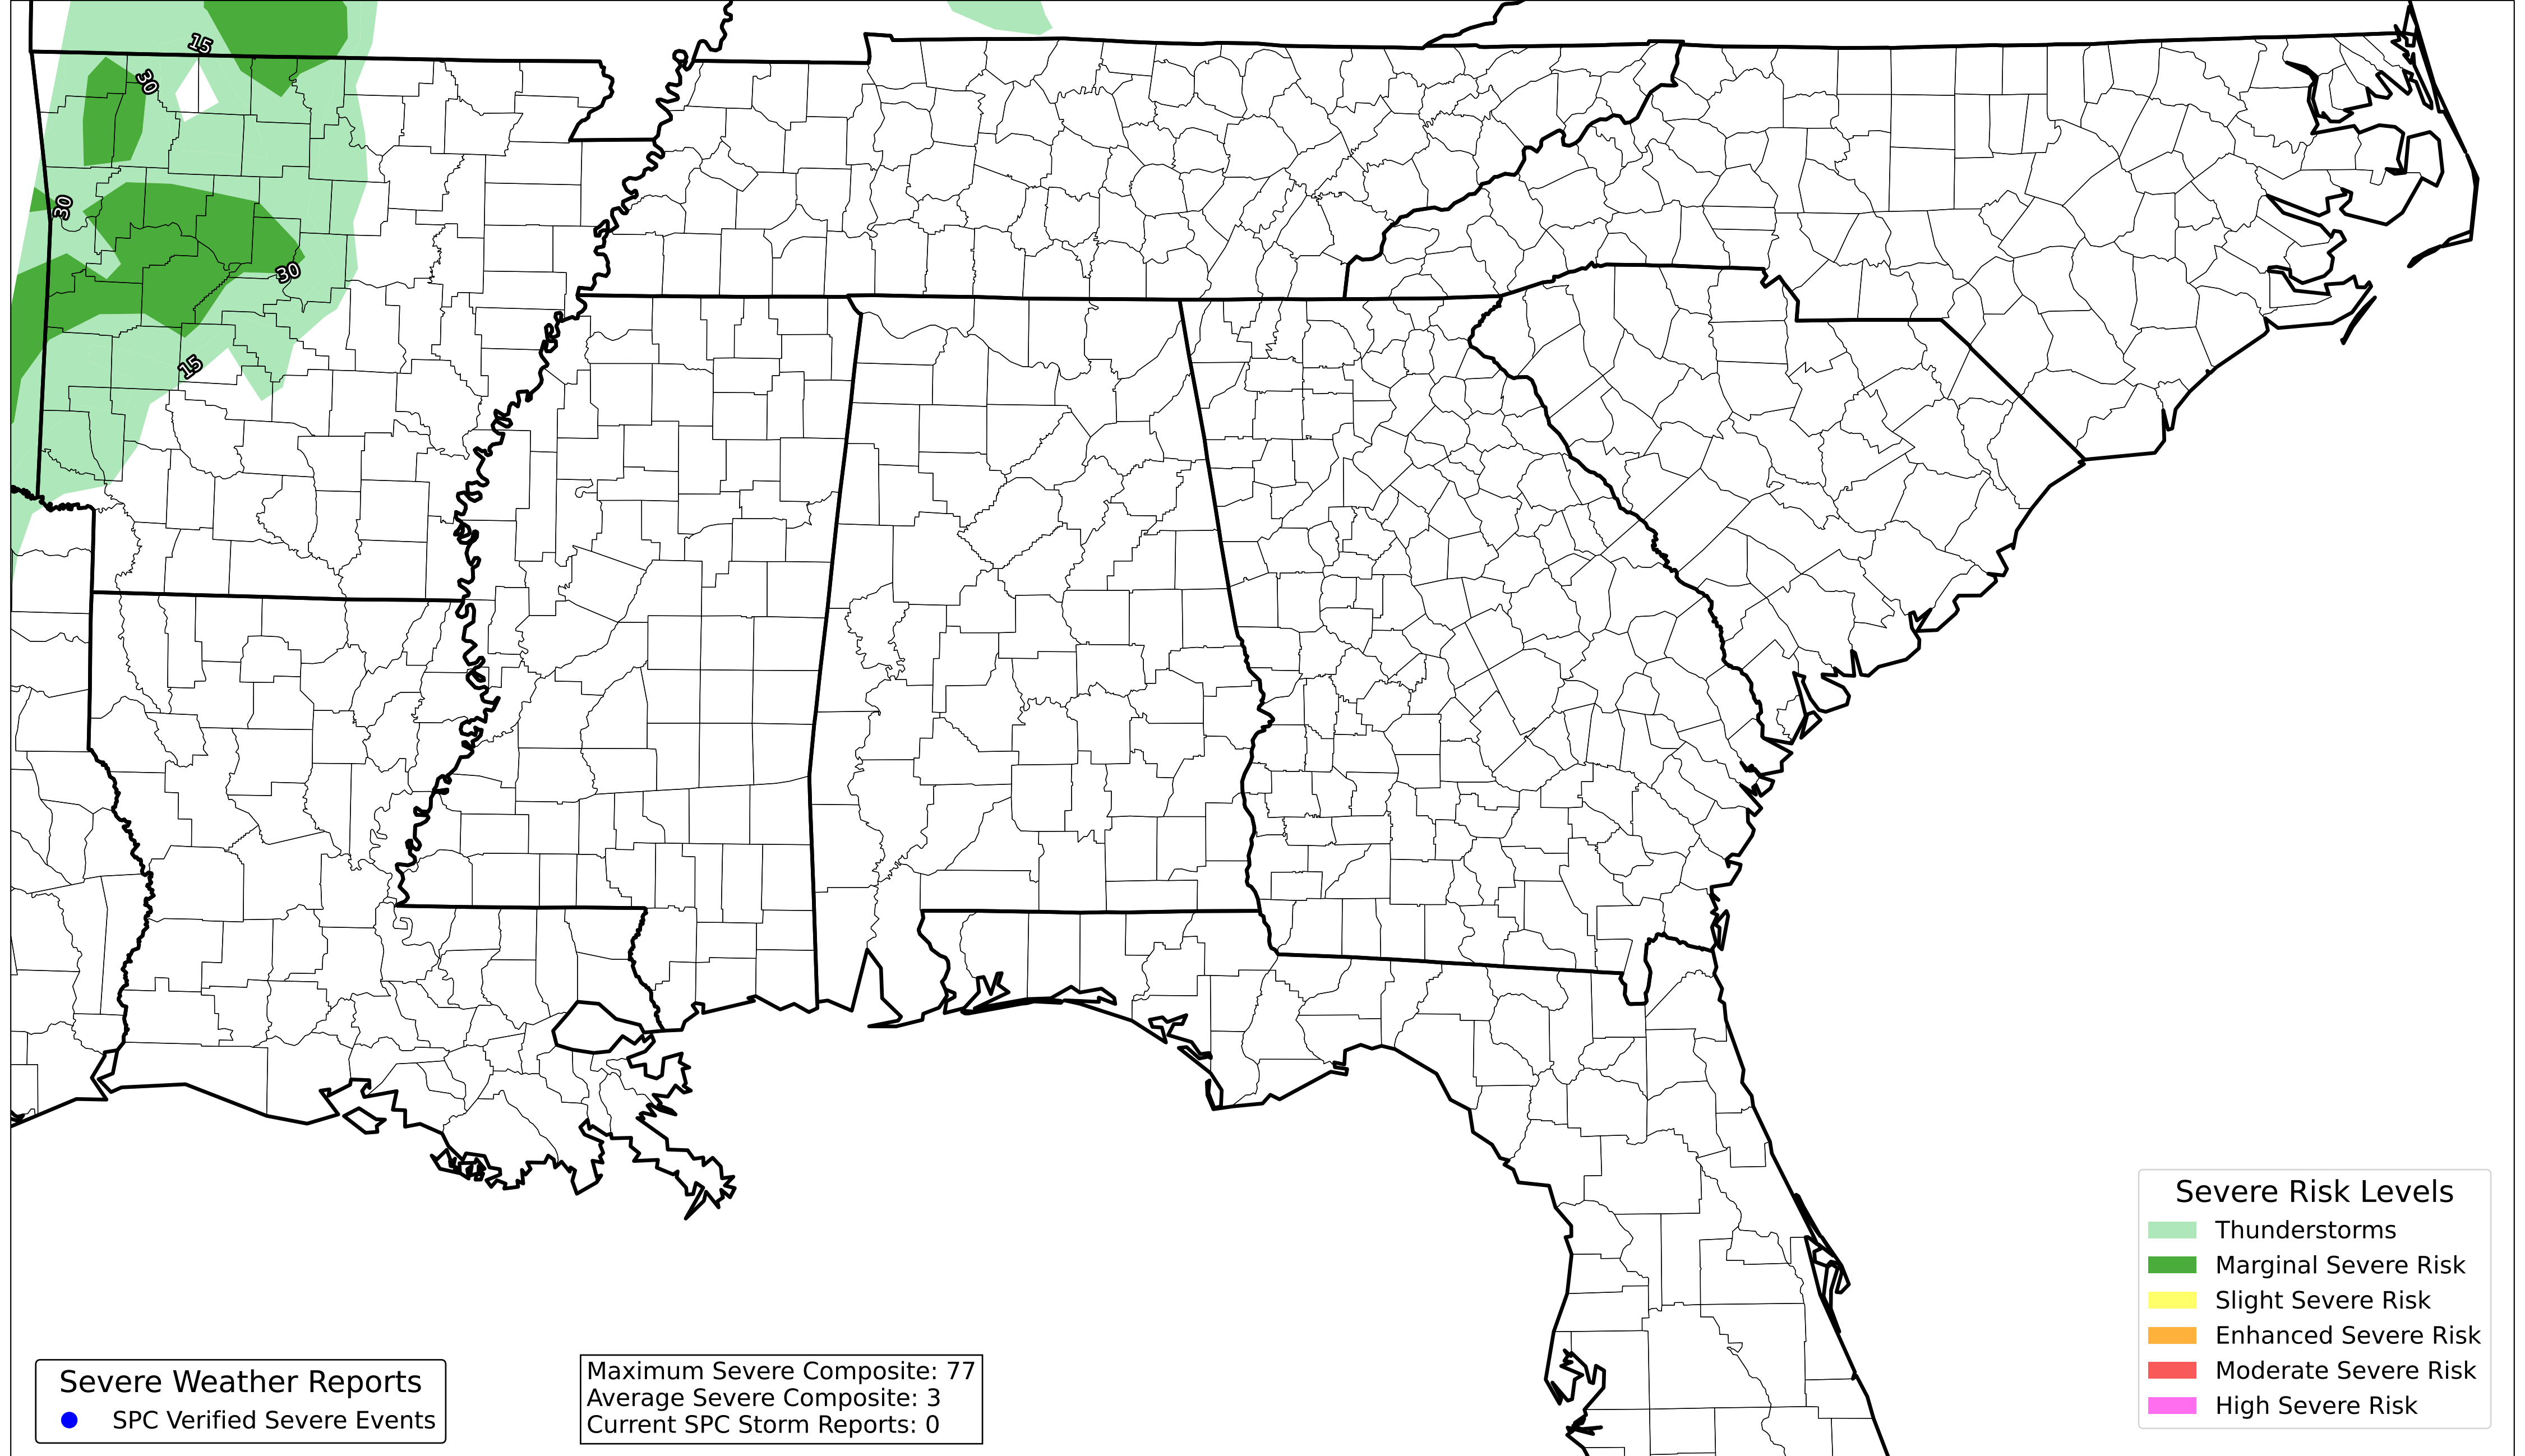 15
30
30
30
15
Severe Risk Levels
Thunderstorms
Marginal Severe Risk
Slight Severe Risk
Enhanced Severe Risk
Moderate Severe Risk
High Severe Risk
Severe Weather Reports
SPC Verified Severe Events
Maximum Severe Composite: 77
Average Severe Composite: 3
Current SPC Storm Reports: 0